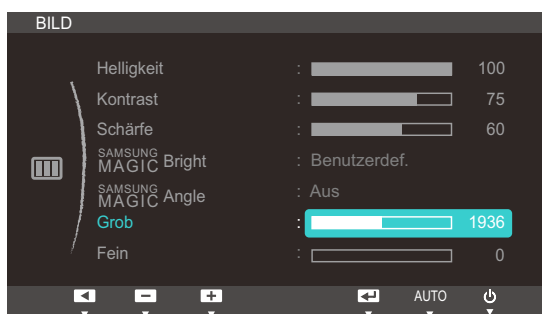 BILD
Helligkeit : 100
Kontrast : 75
Schärfe : 60
SAMSUNG MAGIC Bright : Benutzerdef.
SAMSUNG MAGIC Angle : Aus
Grob : 1936
Fein : 0
AUTO